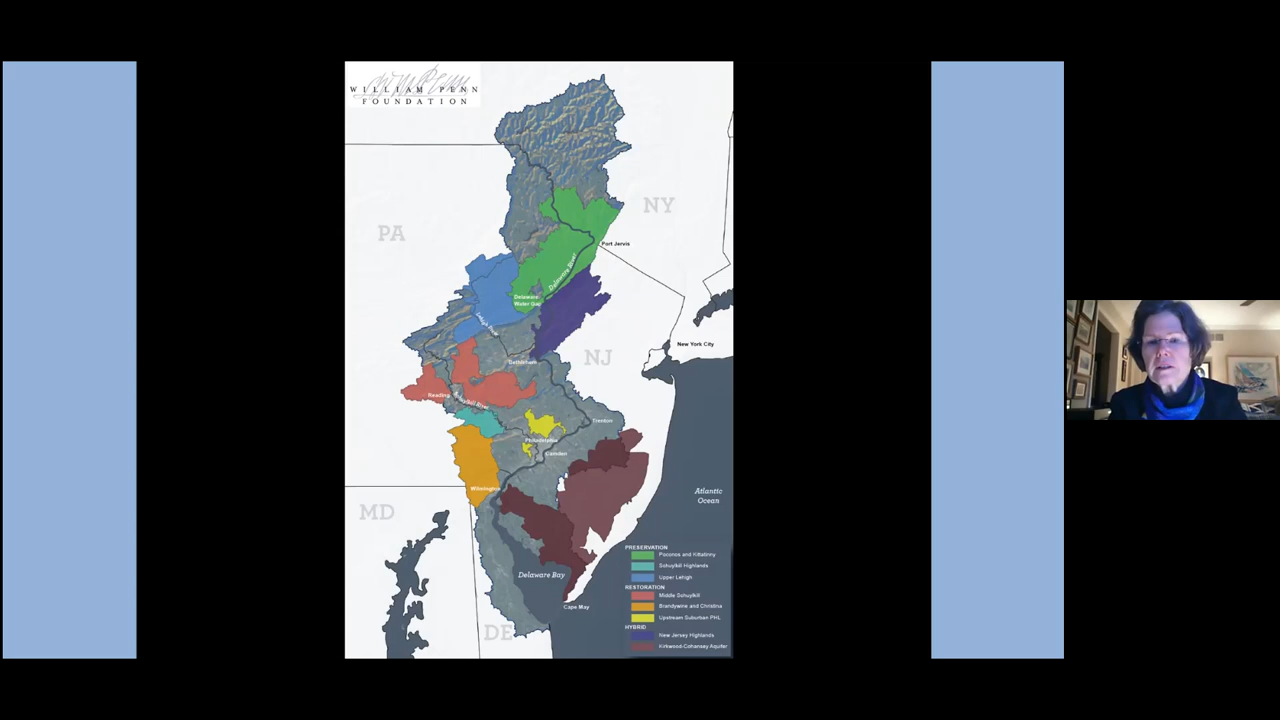 WILLIAM PENN
FOUNDATION
NY
PA
Port Jervis
Delaware River
Delaware
Water Gap
Lehigh River
New York City
NJ
Bethlehem
Reading
Schuylkill River
Trenton
Philadelphia
Camden
Wilmington
Atlantic
Ocean
MD
Delaware Bay
Cape May
DE
PRESERVATION
Poconos and Kittatinny
Schuylkill Highlands
Upper Lehigh
RESTORATION
Middle Schuylkill
Brandywine and Christina
Upstream Suburban PHL
HYBRID
New Jersey Highlands
Kirkwood-Cohansey Aquifer